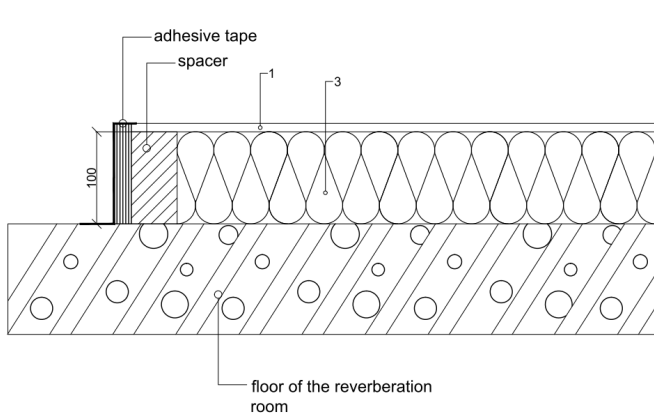 adhesive tape
spacer
1
3
100
floor of the reverberation
room